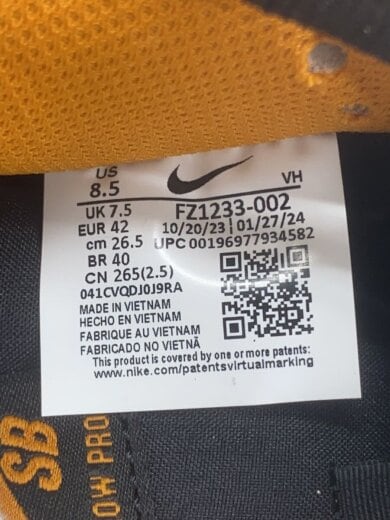 US
8.5
VH
UK 7.5
FZ1233-002
EUR 42
10/20/23 | 01/27/24
cm 26.5
UPC 00196977934582
BR 40
CN 265(2.5)
041CVQDJ0J9RA
MADE IN VIETNAM
HECHO EN VIETNAM
FABRIQUE AU VIETNAM
FABRICADO NO VIETNÃ
This product is covered by one or more patents:
www.nike.com/patentsvirtualmarking
SB
OW PRO